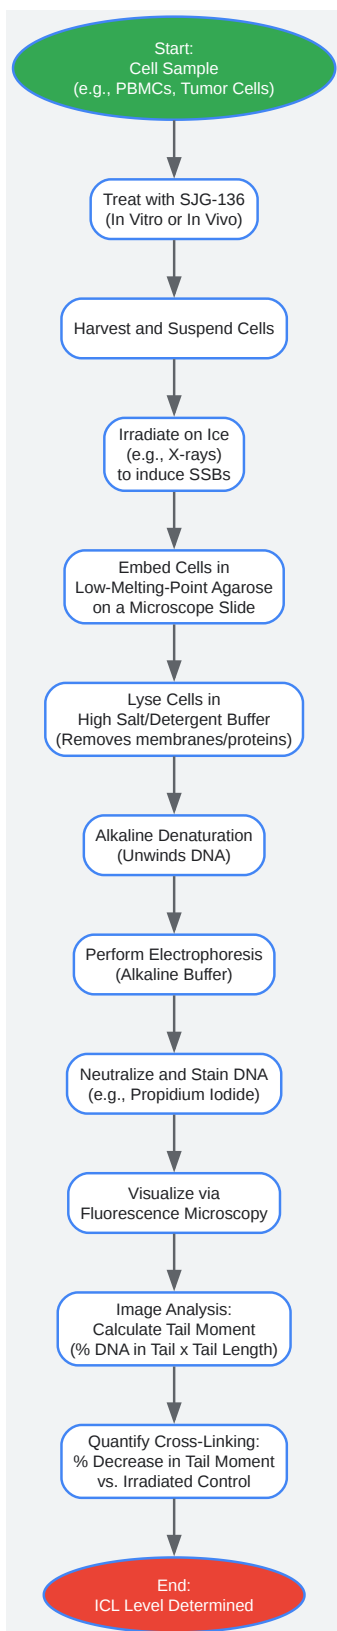 Start:
Cell Sample
(e.g., PBMCs, Tumor Cells)
Treat with SJG-136
(In Vitro or In Vivo)
Harvest and Suspend Cells
Irradiate on Ice
(e.g., X-rays)
to induce SSBs
Embed Cells in
Low-Melting-Point Agarose
on a Microscope Slide
Lyse Cells in
High Salt/Detergent Buffer
(Removes membranes/proteins)
Alkaline Denaturation
(Unwinds DNA)
Perform Electrophoresis
(Alkaline Buffer)
Neutralize and Stain DNA
(e.g., Propidium Iodide)
Visualize via
Fluorescence Microscopy
Image Analysis:
Calculate Tail Moment
(% DNA in Tail x Tail Length)
Quantify Cross-Linking:
% Decrease in Tail Moment
vs. Irradiated Control
End:
ICL Level Determined